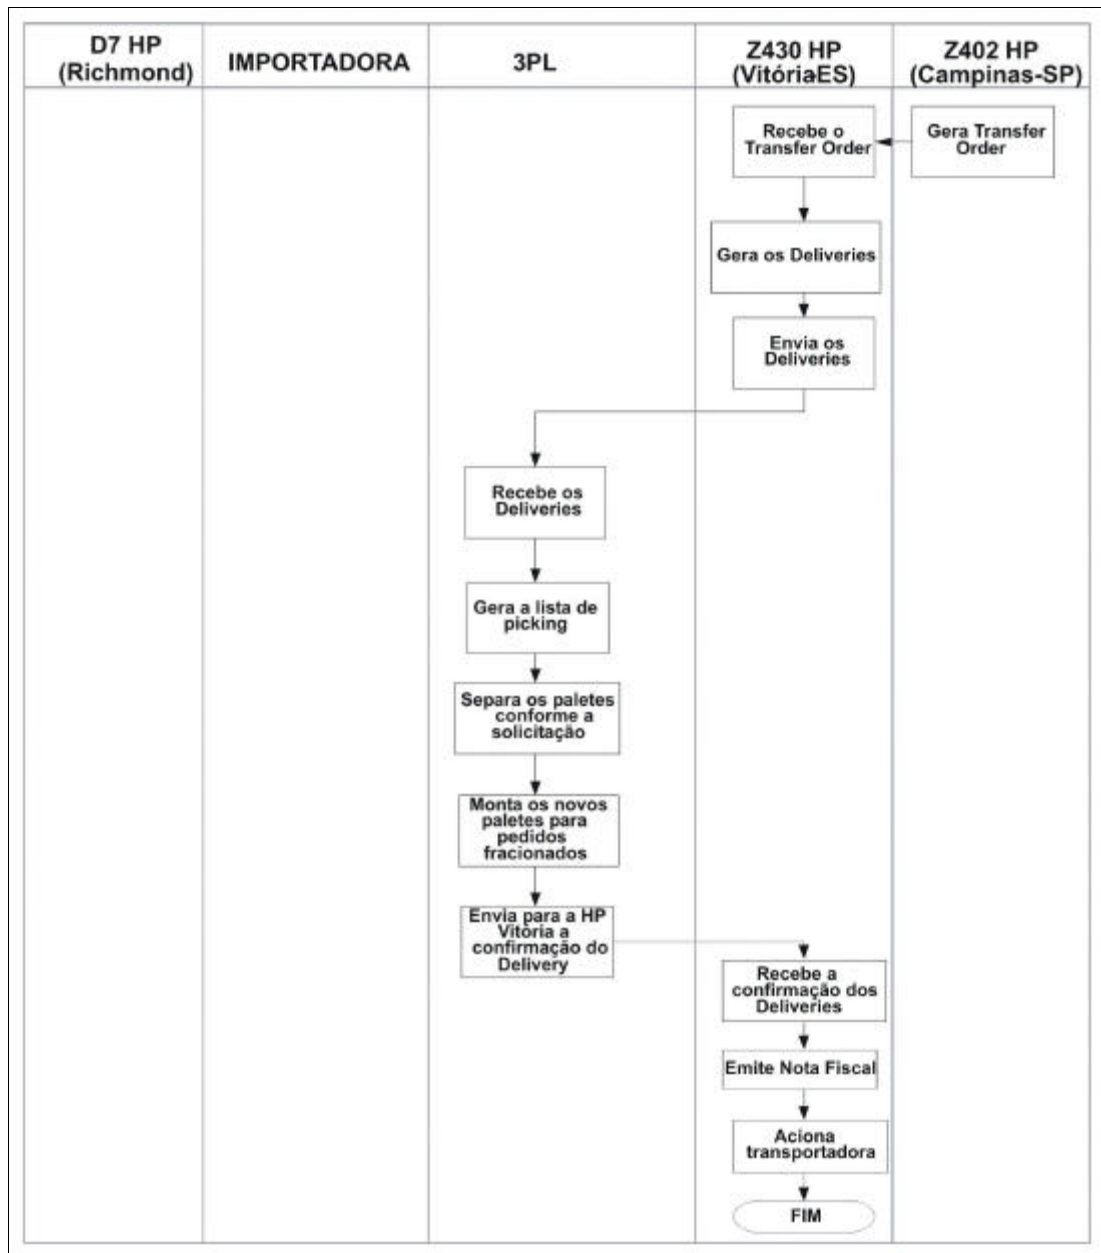 D7 HP
(Richmond)
IMPORTADORA
3PL
Z430 HP
(VitóriaES)
Z402 HP
(Campinas-SP)
Recebe o
Transfer Order
Gera Transfer
Order
Gera os Deliveries
Envia os
Deliveries
Recebe os
Deliveries
Gera a lista de
picking
Separa os paletes
conforme a
solicitação
Monta os novos
paletes para
pedidos
fracionados
Envia para a HP
Vitória a
confirmação do
Delivery
Recebe a
confirmação dos
Deliveries
Emite Nota Fiscal
Aciona
transportadora
FIM